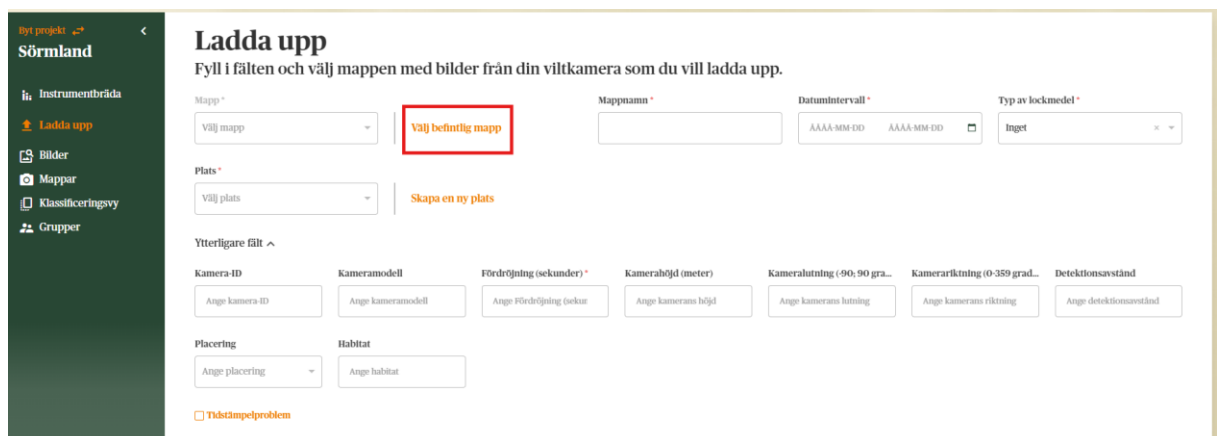 Byt projekt
Sörmland
Instrumentbräda
Ladda upp
Bilder
Mappar
Klassificeringsvy
Grupper
Ladda upp
Fyll i fälten och välj mappen med bilder från din viltkamera som du vill ladda upp.
Mapp *
Mappnamn *
Datumintervall *
Typ av lockmedel *
Välj mapp
Välj befintlig mapp
ÅÅÅÅ-MM-DD ÅÅÅÅ-MM-DD
Inget
Plats *
Välj plats
Skapa en ny plats
Ytterligare fält
Kamera-ID
Kameramodell
Fördröjning (sekunder) *
Kamerahöjd (meter)
Kameralutning (-90; 90 gra...
Kamerariktning (0-359 grad...
Detektionsavstånd
Ange kamera-ID
Ange kameramodell
Ange Fördröjning (sekun
Ange kamerans höjd
Ange kamerans lutning
Ange kamerans riktning
Ange detektionsavstånd
Placering
Habitat
Ange placering
Ange habitat
Tidstämpelproblem